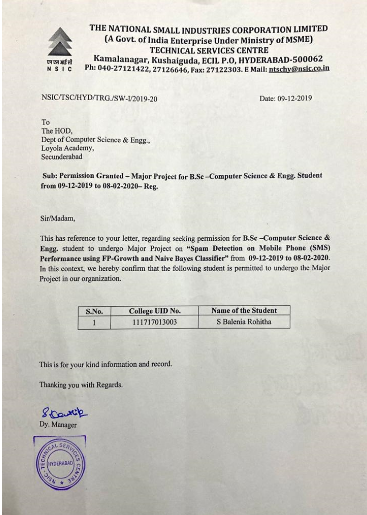 THE NATIONAL SMALL INDUSTRIES CORPORATION LIMITED
(A Govt. of India Enterprise Under Ministry of MSME)
TECHNICAL SERVICES CENTRE
Kamalanagar, Kushaiguda, ECIL P.O, HYDERABAD-500062
Ph: 040-27121422, 27126646, Fax: 27122303. E Mail: ntschy@nsic.co.in
एन एस आई सी
N S I C
NSIC/TSC/HYD/TRG./SW-I/2019-20 Date: 09-12-2019
To
The HOD,
Dept of Computer Science & Engg.,
Loyola Academy,
Secunderabad
Sub: Permission Granted – Major Project for B.Sc –Computer Science & Engg. Student
from 09-12-2019 to 08-02-2020– Reg.
Sir/Madam,
This has reference to your letter, regarding seeking permission for B.Sc –Computer Science &
Engg. student to undergo Major Project on “Spam Detection on Mobile Phone (SMS)
Performance using FP-Growth and Naive Bayes Classifier” from 09-12-2019 to 08-02-2020.
In this context, we hereby confirm that the following student is permitted to undergo the Major
Project in our organization.
S.No. College UID No. Name of the Student
1 111717013003 S Balenia Rohitha
This is for your kind information and record.
Thanking you with Regards.
Dy. Manager
TECHNICAL SERVICES CENTRE
HYDERABAD